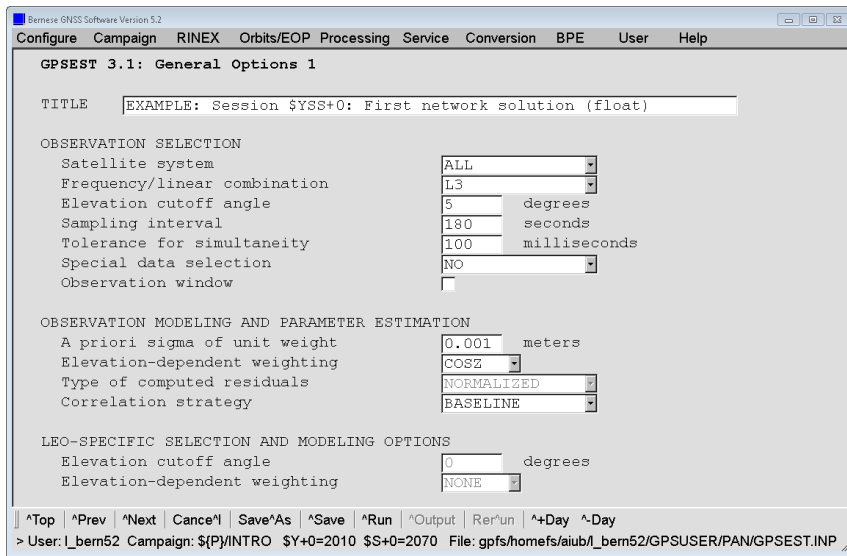 Bernese GNSS Software Version 5.2
Configure Campaign RINEX Orbits/EOP Processing Service Conversion BPE User Help
GPSEST 3.1: General Options 1
TITLE EXAMPLE: Session $YSS+0: First network solution (float)
OBSERVATION SELECTION
Satellite system ALL
Frequency/linear combination L3
Elevation cutoff angle 5 degrees
Sampling interval 180 seconds
Tolerance for simultaneity 100 milliseconds
Special data selection NO
Observation window
OBSERVATION MODELING AND PARAMETER ESTIMATION
A priori sigma of unit weight 0.001 meters
Elevation-dependent weighting COSZ
Type of computed residuals NORMALIZED
Correlation strategy BASELINE
LEO-SPECIFIC SELECTION AND MODELING OPTIONS
Elevation cutoff angle 0 degrees
Elevation-dependent weighting NONE
^Top ^Prev ^Next Cance^l Save^As ^Save ^Run ^Output Rer^un ^+Day ^-Day
> User: l_bern52 Campaign: ${P}/INTRO $Y+0=2010 $S+0=2070 File: gpfs/homefs/aiub/l_bern52/GPSUSER/PAN/GPSEST.INP